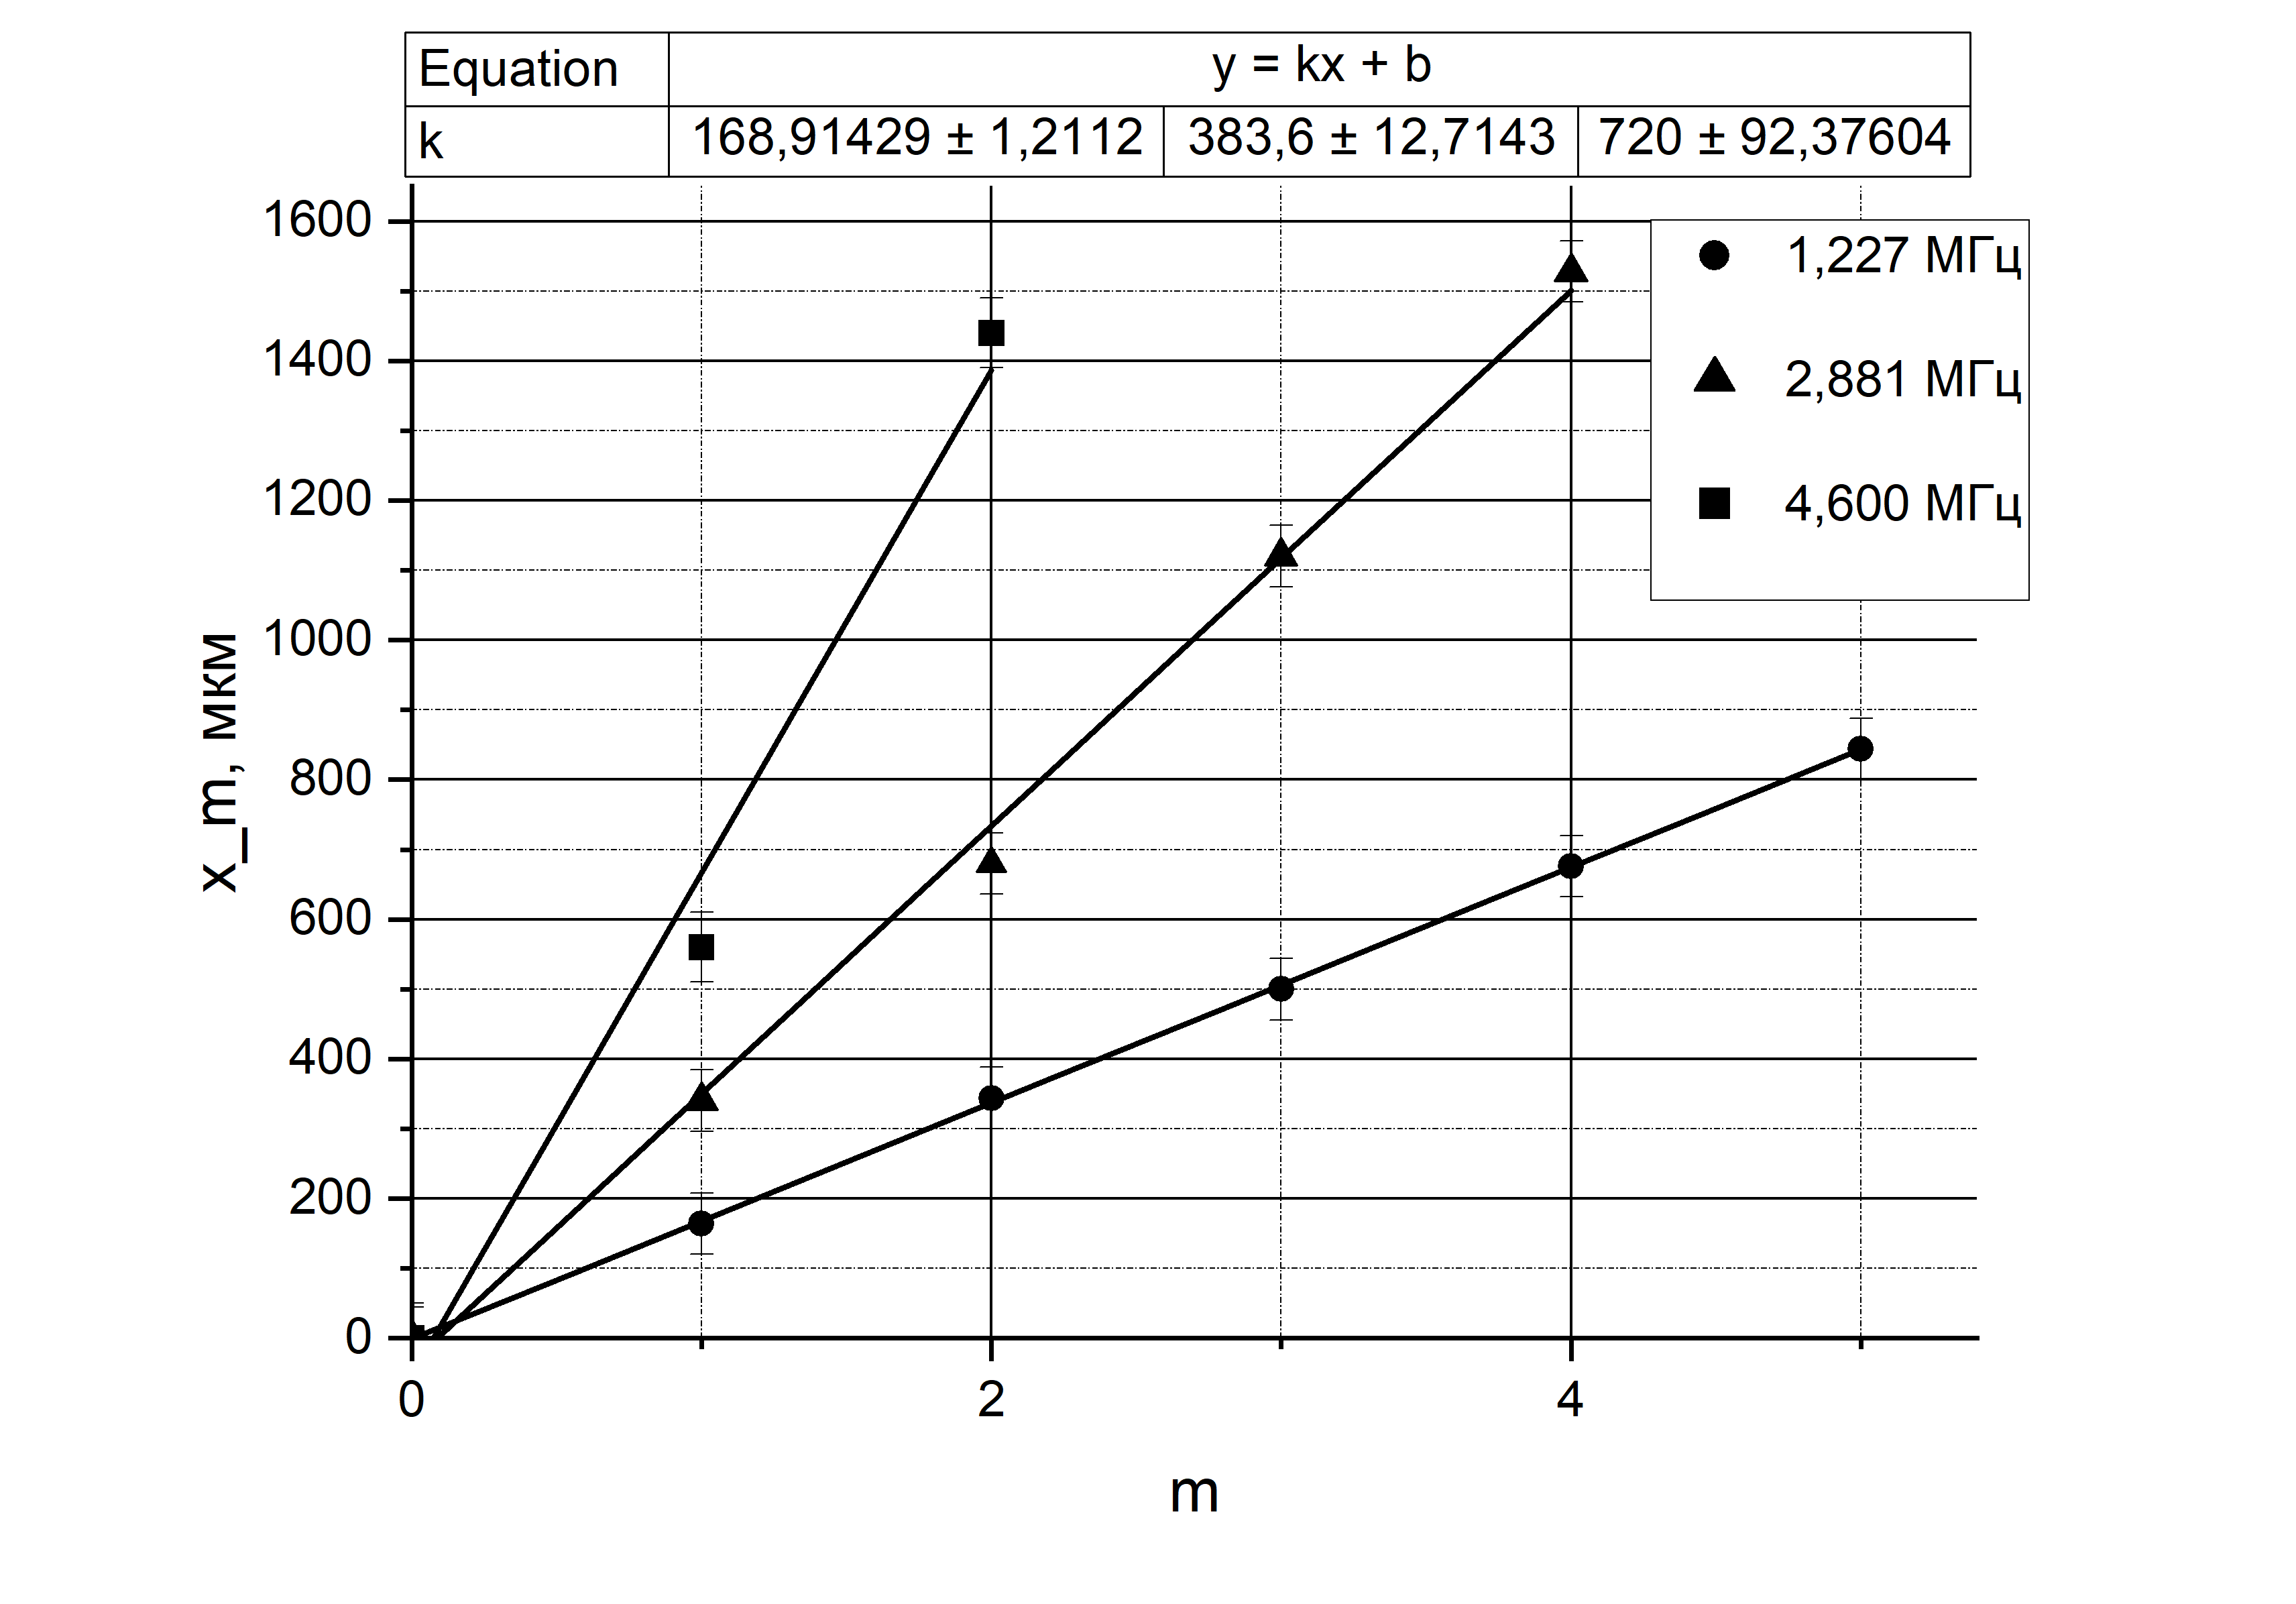 Equation y = kx + b
k 168,91429 ± 1,2112 383,6 ± 12,7143 720 ± 92,37604
1600
1400
1200
1000
800
600
400
200
0
x_m, мкм
1,227 МГц
2,881 МГц
4,600 МГц
0 2 4
m